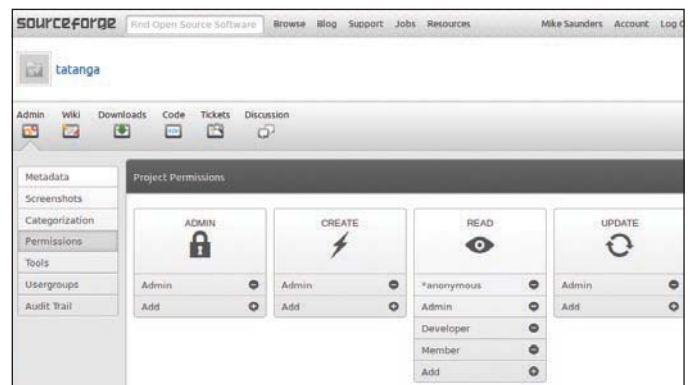 sourceforge Find Open Source Software Browse Blog Support Jobs Resources Mike Saunders Account Log O
tatanga
Admin Wiki Downloads Code Tickets Discussion
Metadata
Screenshots
Categorization
Permissions
Tools
Usergroups
Audit Trail
Project Permissions
ADMIN
Admin
Add
CREATE
Admin
Add
READ
*anonymous
Admin
Developer
Member
Add
UPDATE
Admin
Add